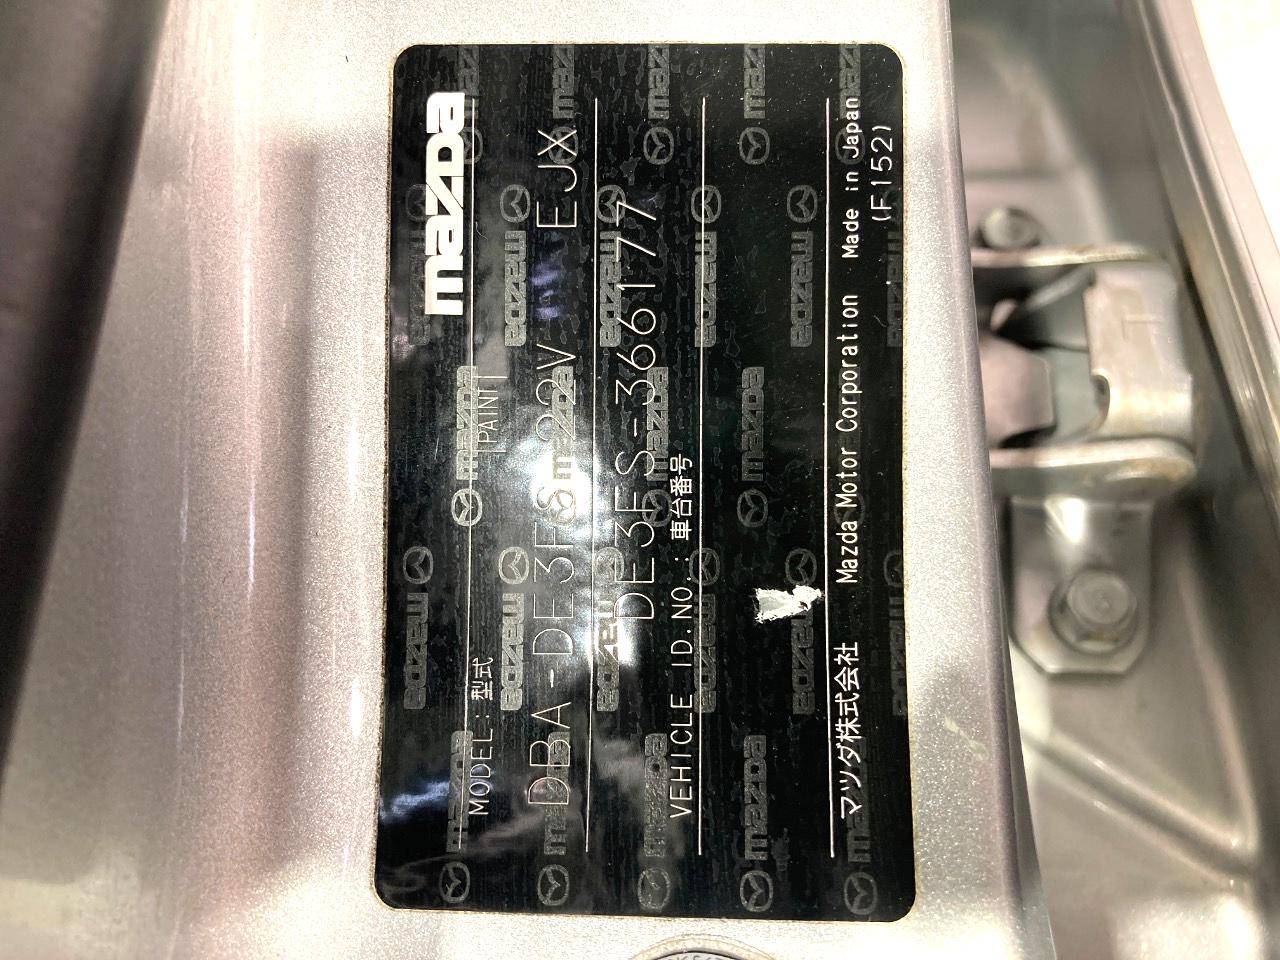 mazda
PAINT
MODEL: 型式
DBA-DE3FS 22V EJX
DE3FS-366177
VEHICLE ID.NO.: 車台番号
マツダ株式会社 Mazda Motor Corporation Made in Japan
(F152)